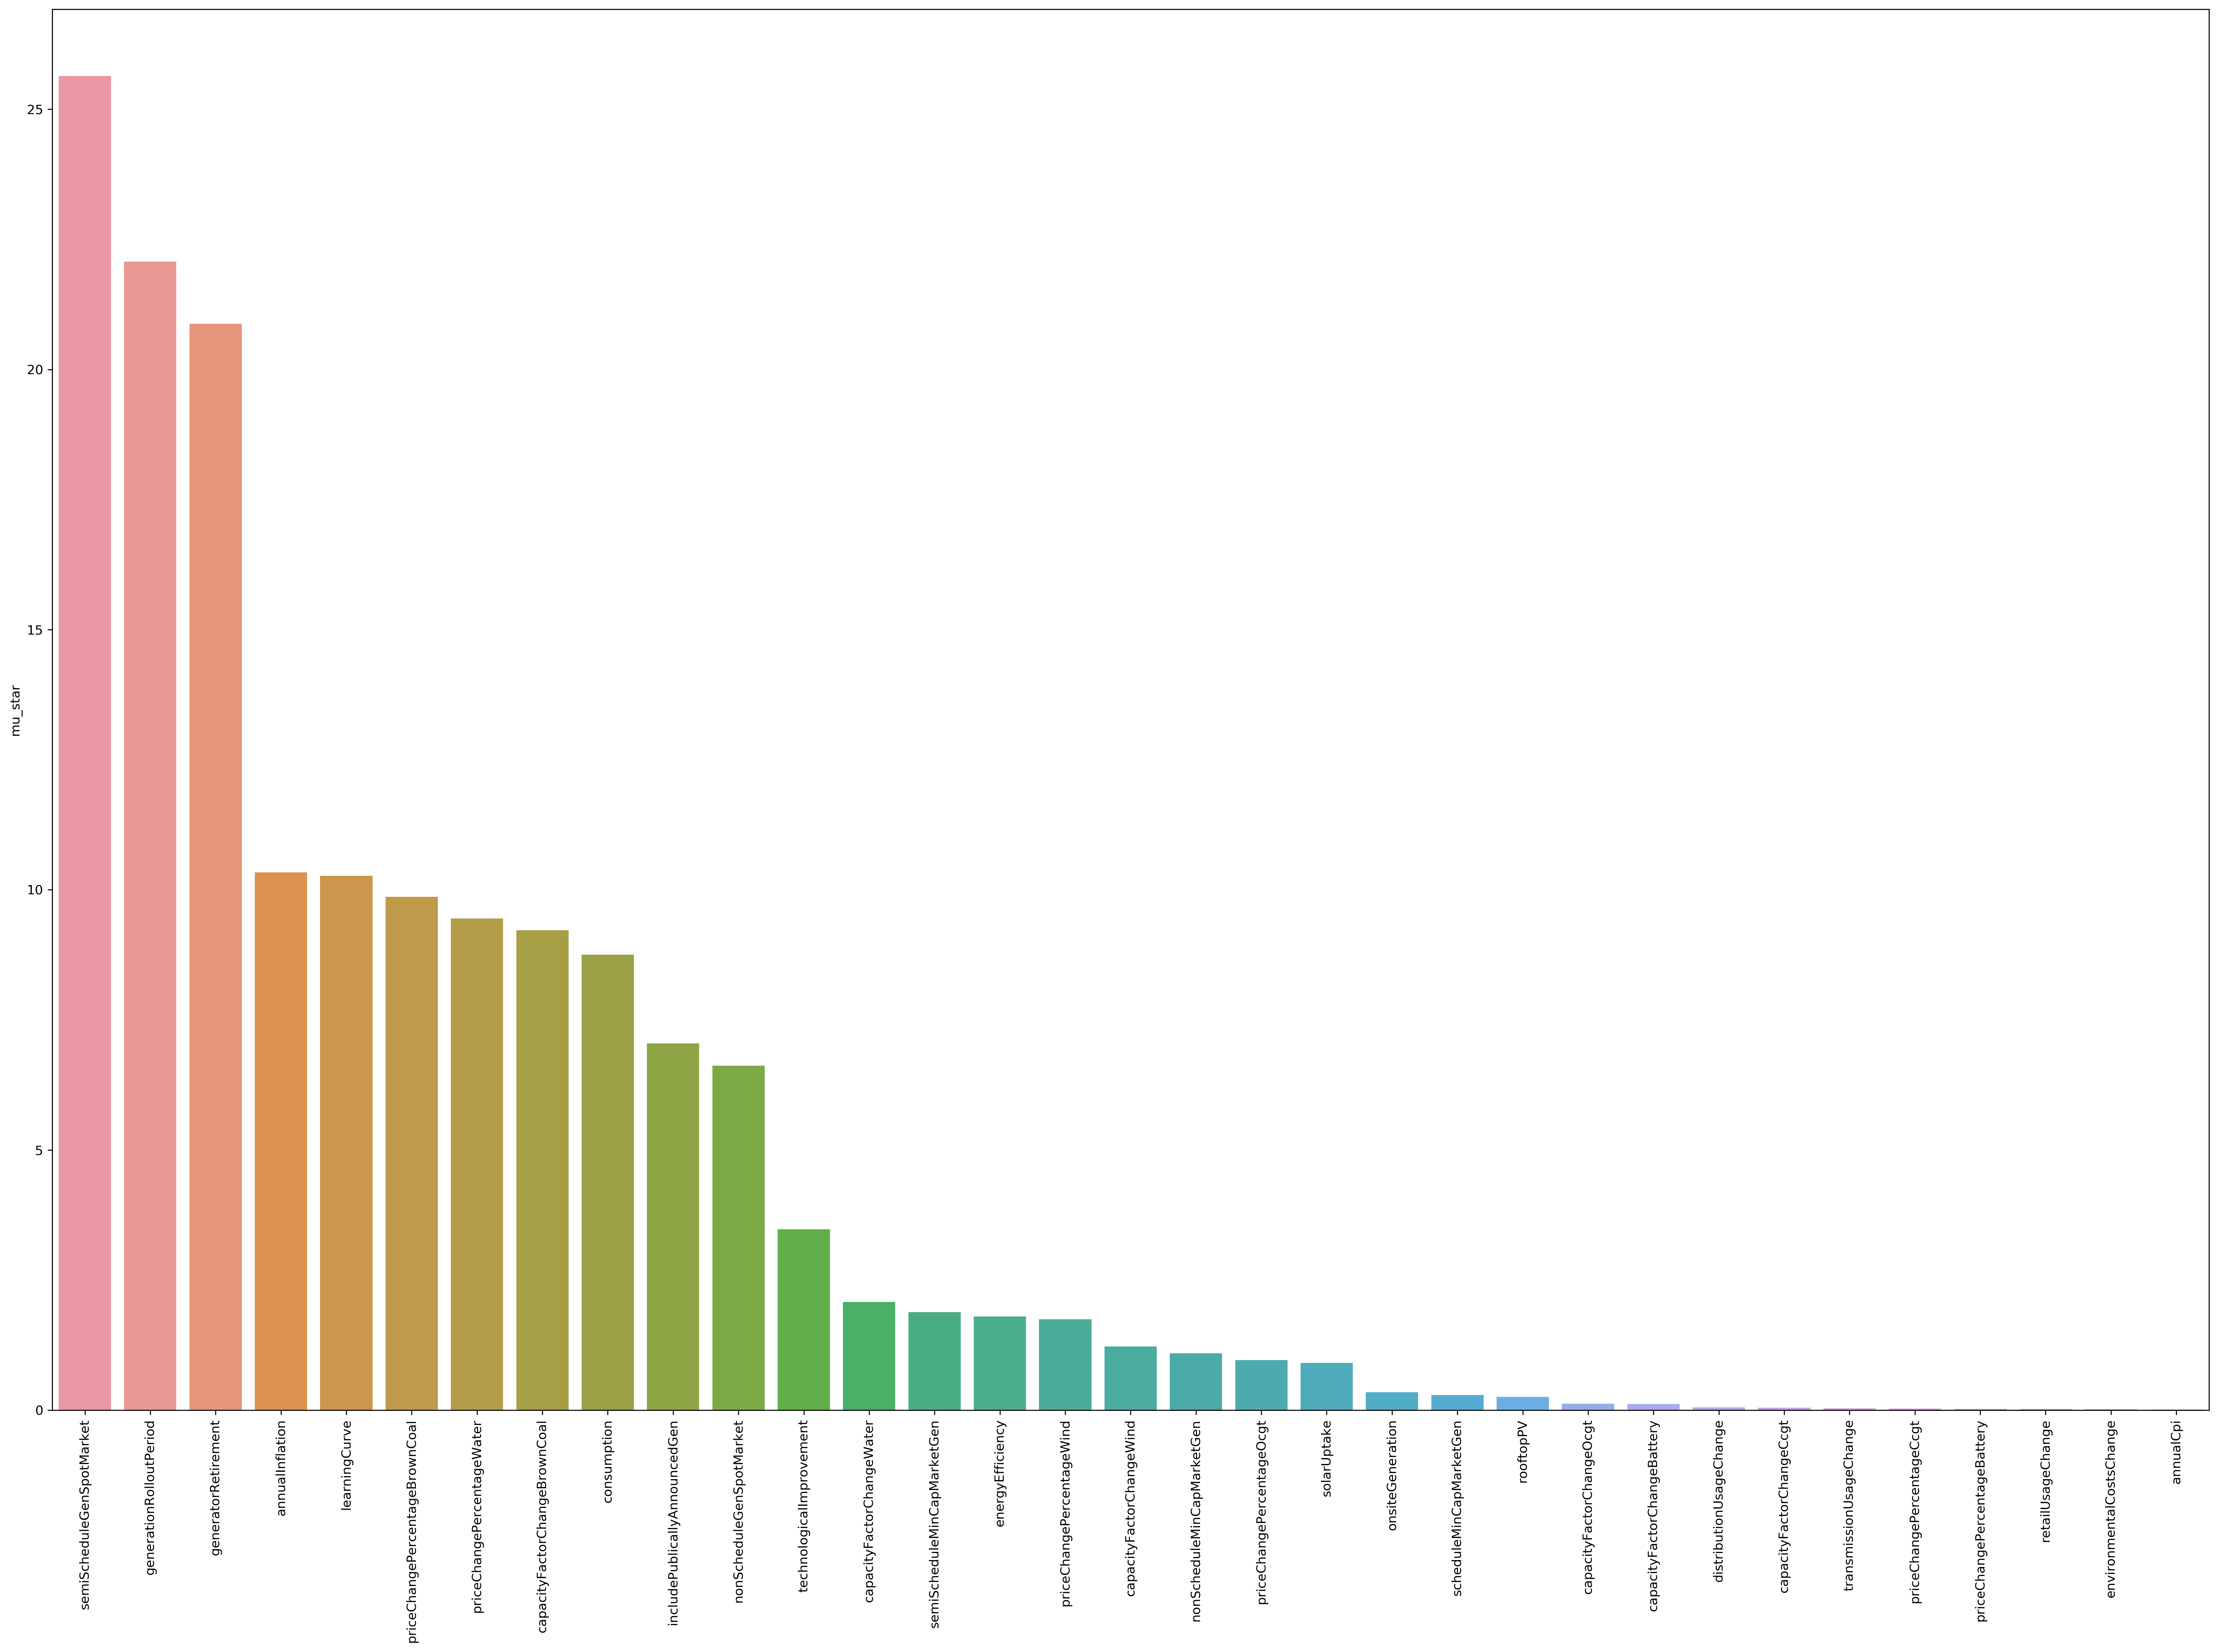 mu_star
25
20
15
10
5
0
semiScheduleGenSpotMarket
generationRolloutPeriod
generatorRetirement
annualInflation
learningCurve
priceChangePercentageBrownCoal
priceChangePercentageWater
capacityFactorChangeBrownCoal
consumption
includePublicallyAnnouncedGen
nonScheduleGenSpotMarket
technologicalImprovement
capacityFactorChangeWater
semiScheduleMinCapMarketGen
energyEfficiency
priceChangePercentageWind
capacityFactorChangeWind
nonScheduleMinCapMarketGen
priceChangePercentageOcgt
solarUptake
onsiteGeneration
scheduleMinCapMarketGen
rooftopPV
capacityFactorChangeOcgt
capacityFactorChangeBattery
distributionUsageChange
capacityFactorChangeCcgt
transmissionUsageChange
priceChangePercentageCcgt
priceChangePercentageBattery
retailUsageChange
environmentalCostsChange
annualCpi